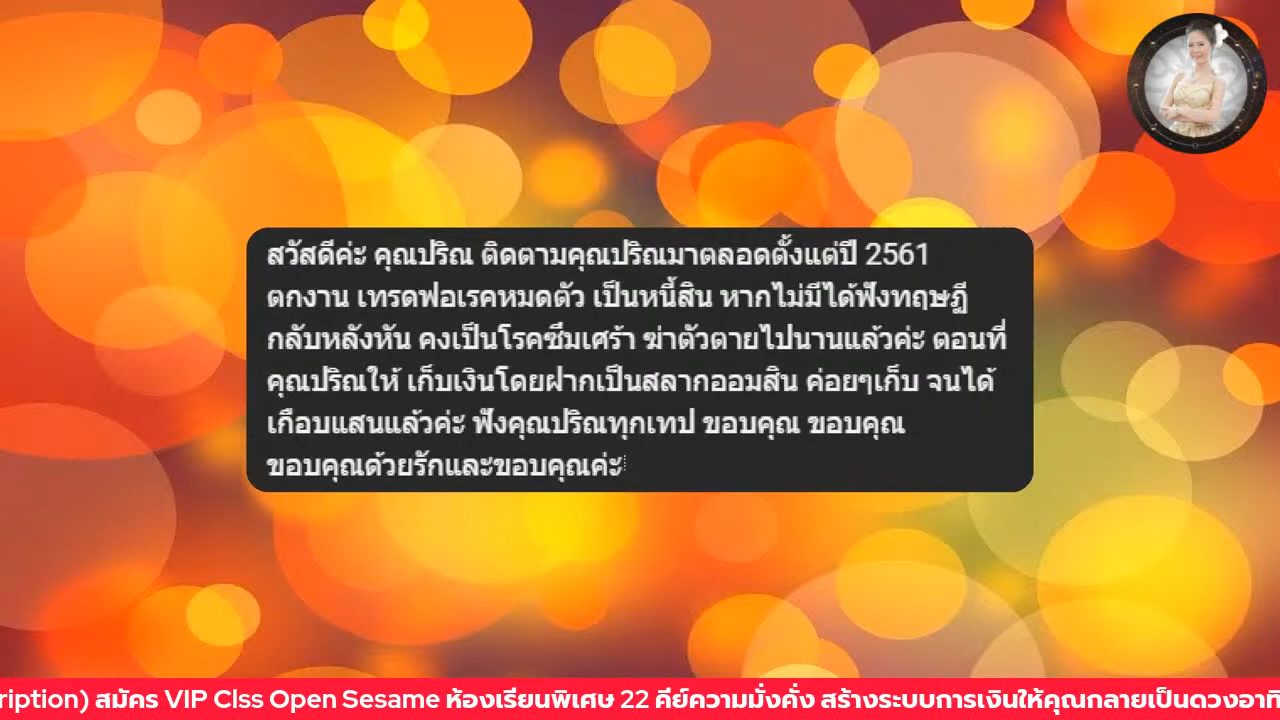 สวัสดีค่ะ คุณปริณ ติดตามคุณปริณมาตลอดตั้งแต่ปี 2561
ตกงาน เทรดฟอเรคหมดตัว เป็นหนี้สิน หากไม่มีได้ฟังทฤษฏี
กลับหลังหัน คงเป็นโรคซึมเศร้า ฆ่าตัวตายไปนานแล้วค่ะ ตอนที่
คุณปริณให้ เก็บเงินโดยฝากเป็นสลากออมสิน ค่อยๆเก็บ จนได้
เกือบแสนแล้วค่ะ ฟังคุณปริณทุกเทป ขอบคุณ ขอบคุณ
ขอบคุณด้วยรักและขอบคุณค่ะ
ription) สมัคร VIP Clss Open Sesame ห้องเรียนพิเศษ 22 คีย์ความมั่งคั่ง สร้างระบบการเงินให้คุณกลายเป็นดวงอาทิ